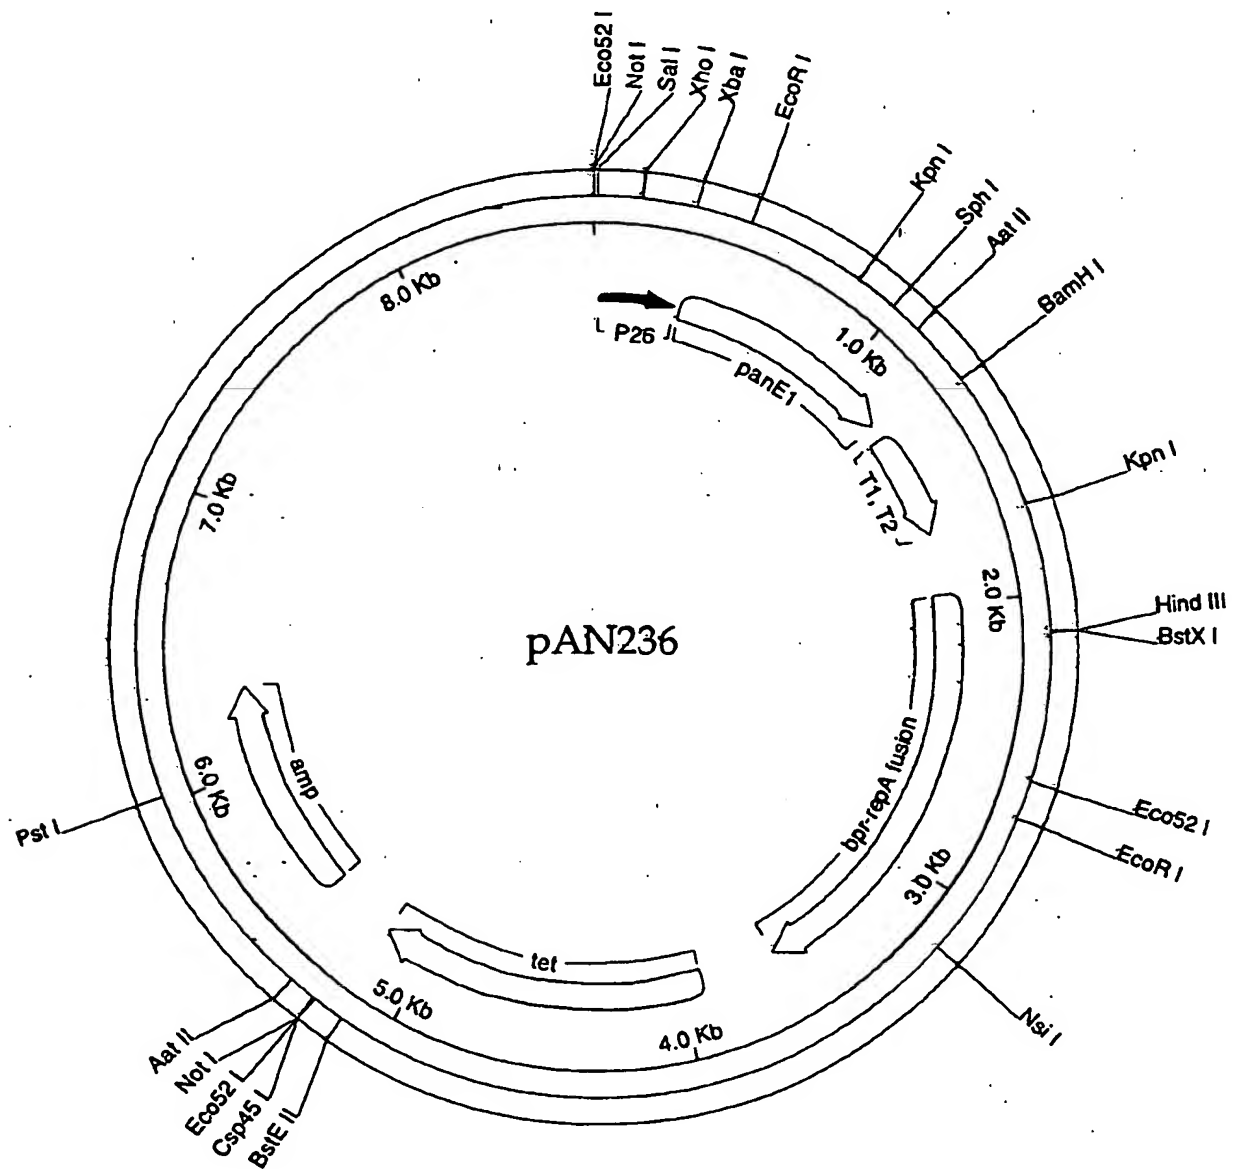 Eco52 I
Not I
Sal I
Xho I
Xba I
EcoR I
Kpn I
Sph I
Aat II
BamH I
Kpn I
Hind III
BstX I
Eco52 I
EcoR I
Nsi I
BstE II
Csp45 I
Eco52 I
Not I
Aat II
Pst I
8.0 Kb
1.0 Kb
2.0 Kb
3.0 Kb
4.0 Kb
5.0 Kb
6.0 Kb
7.0 Kb
P26
panE1
T1, T2
bpr-repA fusion
tet
amp
pAN236